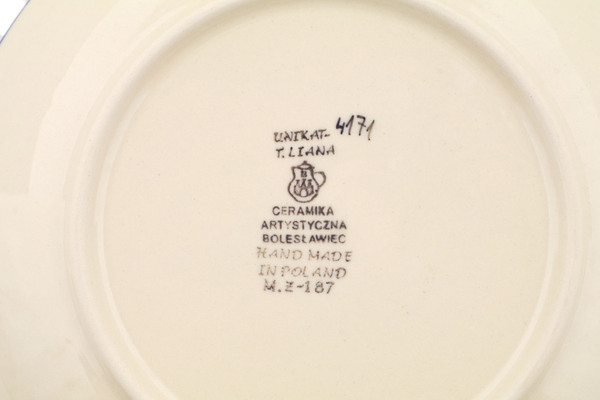 UNIKAT- 4171
T. LIANA
CERAMIKA
ARTYSTYCZNA
BOLESŁAWIEC
HAND MADE
IN POLAND
M.Z-187